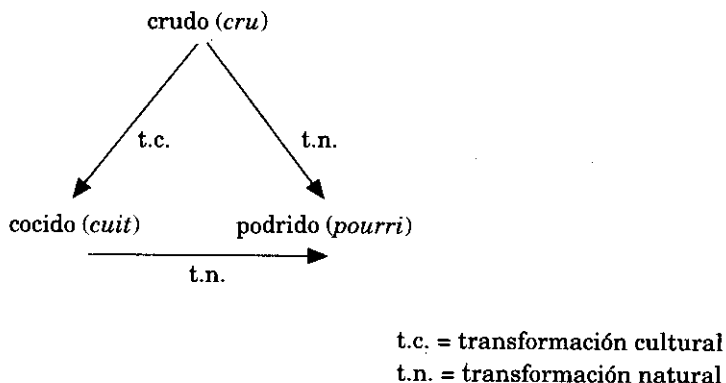 crudo (cru)
t.c.
t.n.
cocido (cuit)
podrido (pourri)
t.n.
t.c. = transformación cultural
t.n. = transformación natural